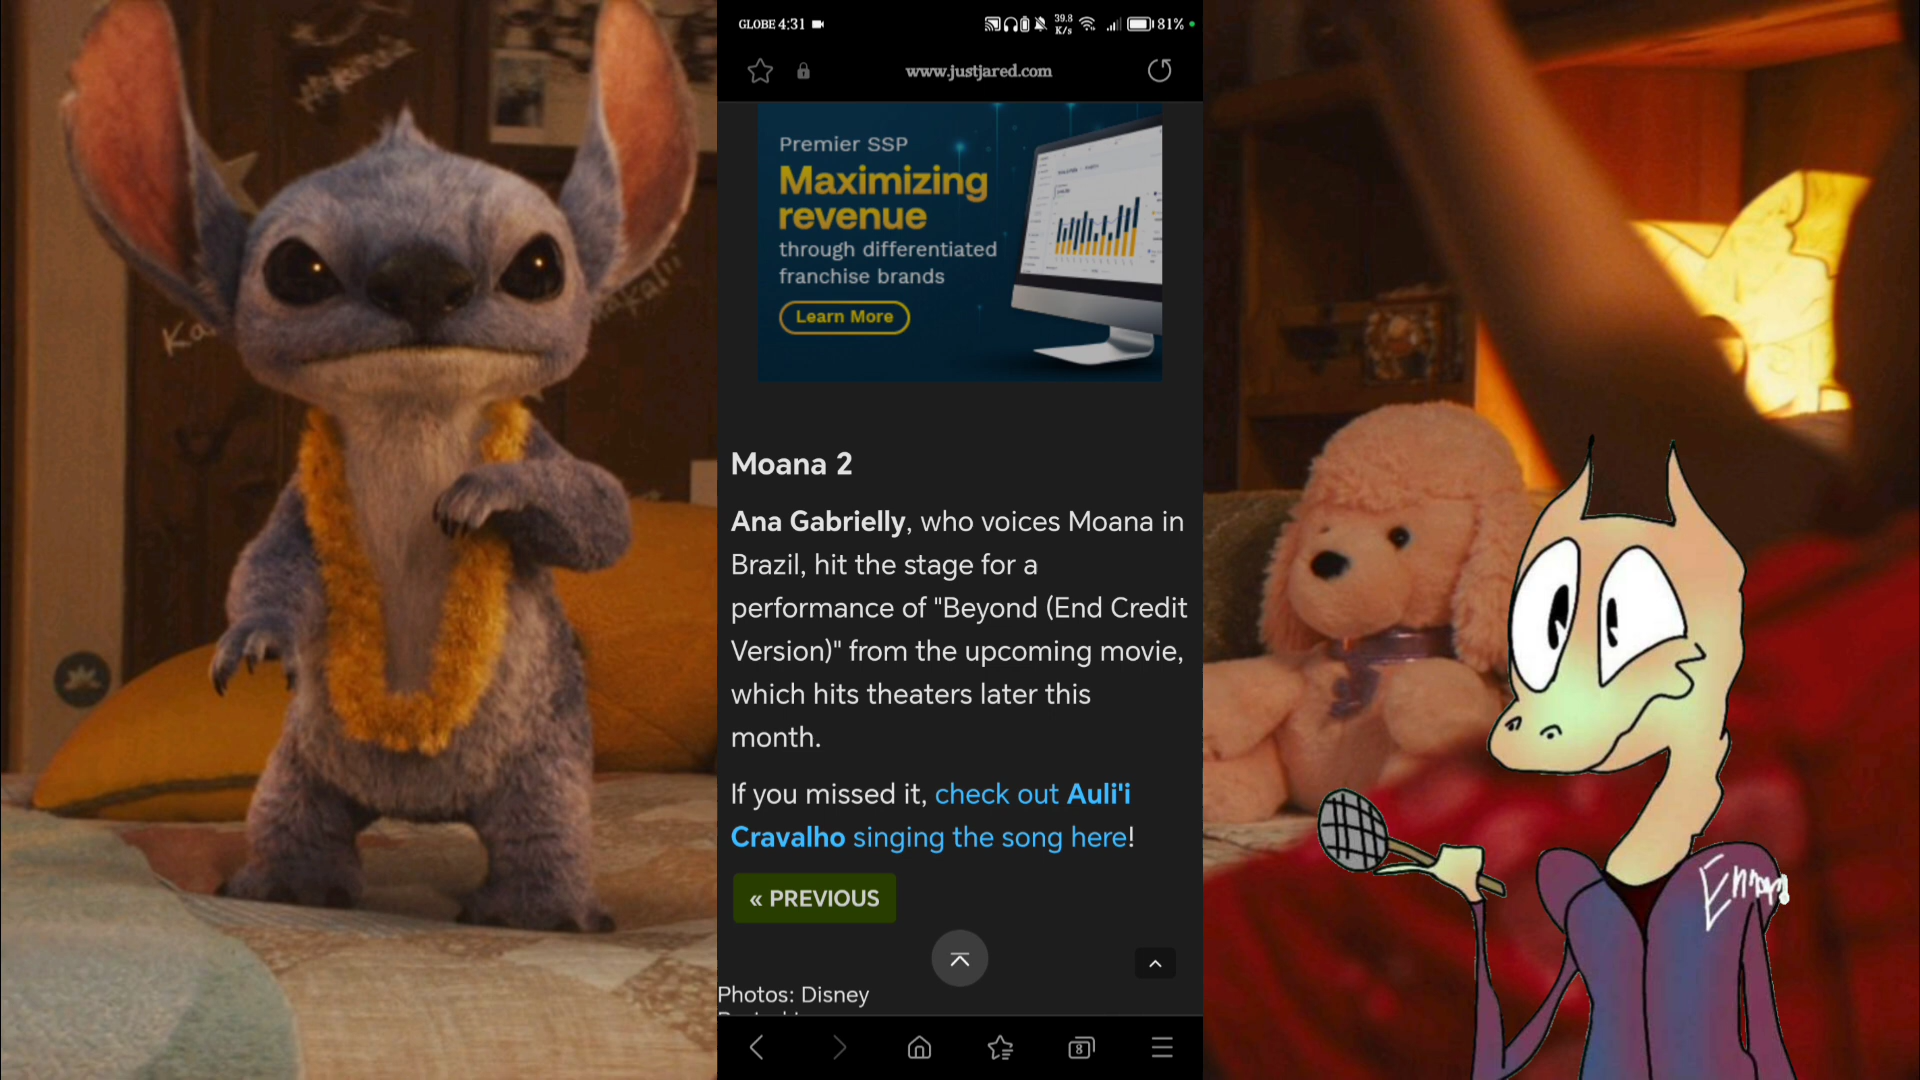 GLOBE 4:31
39.8
K/s
81%
www.justjared.com
Premier SSP
Maximizing
revenue
through differentiated
franchise brands
Learn More
Moana 2
Ana Gabrielly, who voices Moana in
Brazil, hit the stage for a
performance of "Beyond (End Credit
Version)" from the upcoming movie,
which hits theaters later this
month.
If you missed it, check out Auli'i
Cravalho singing the song here!
« PREVIOUS
Photos: Disney
8